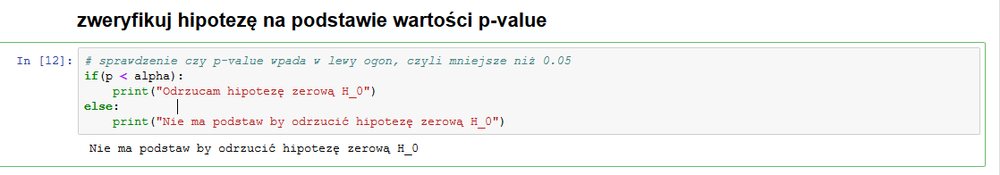 zweryfikuj hipotezę na podstawie wartości p-value
In [12]: # sprawdzenie czy p-value wpada w lewy ogon, czyli mniejsze niż 0.05
if(p < alpha):
    print("Odrzucam hipotezę zerową H_0")
else:
    print("Nie ma podstaw by odrzucić hipotezę zerową H_0")
Nie ma podstaw by odrzucić hipotezę zerową H_0